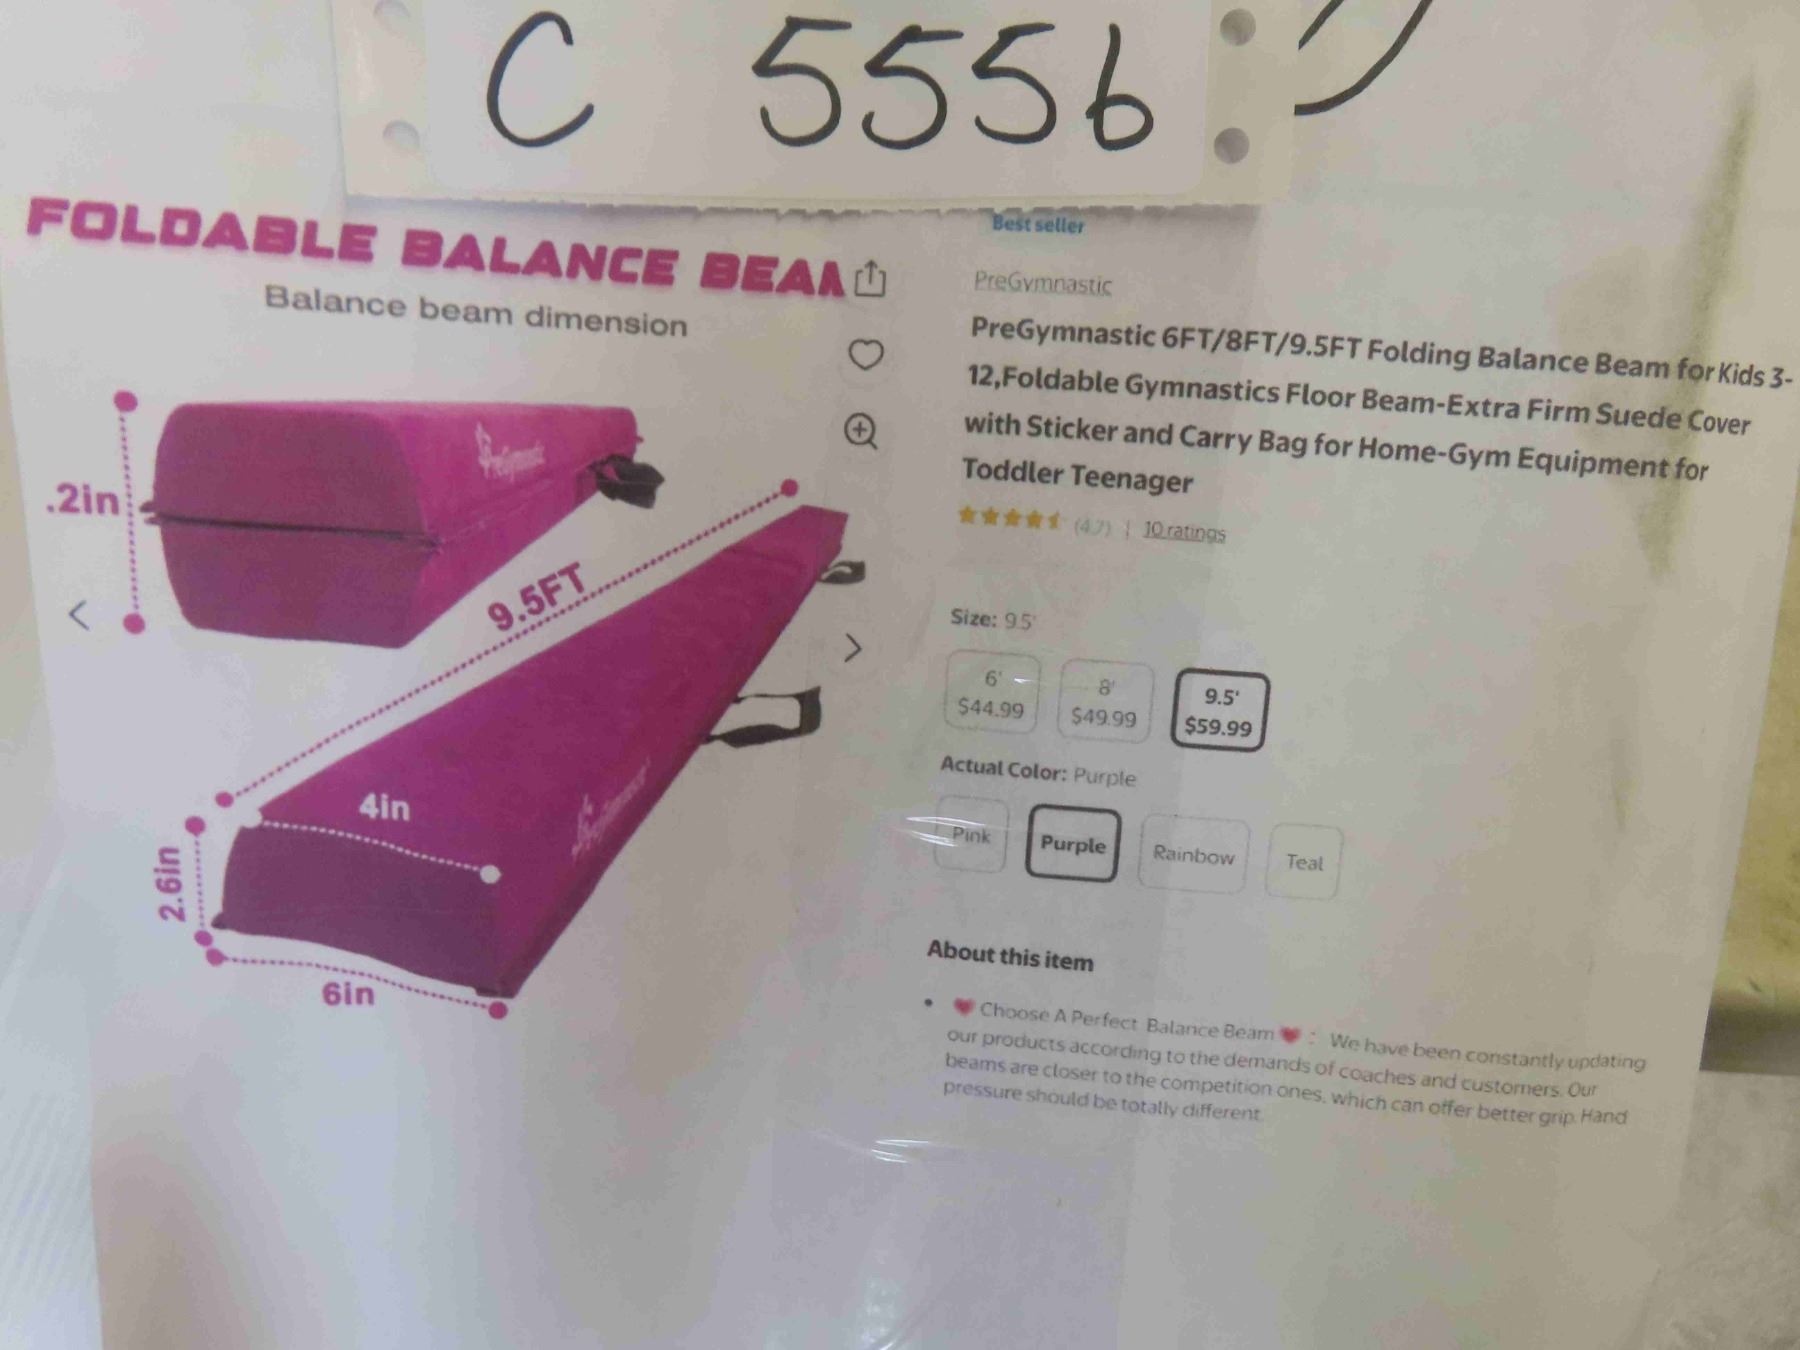 C 5556
FOLDABLE BALANCE BEAM
Balance beam dimension
.2in
9.5FT
4in
2.6in
6in
PreGymnastic
Best seller
PreGymnastic
PreGymnastic 6FT/8FT/9.5FT Folding Balance Beam for Kids 3-
12,Foldable Gymnastics Floor Beam-Extra Firm Suede Cover
with Sticker and Carry Bag for Home-Gym Equipment for
Toddler Teenager
(4.7) | 10 ratings
Size: 9.5'
6' 8' 9.5'
$44.99 $49.99 $59.99
Actual Color: Purple
Pink Purple Rainbow Teal
About this item
• ❤ Choose A Perfect Balance Beam ❤ : We have been constantly updating
our products according to the demands of coaches and customers. Our
beams are closer to the competition ones, which can offer better grip. Hand
pressure should be totally different.